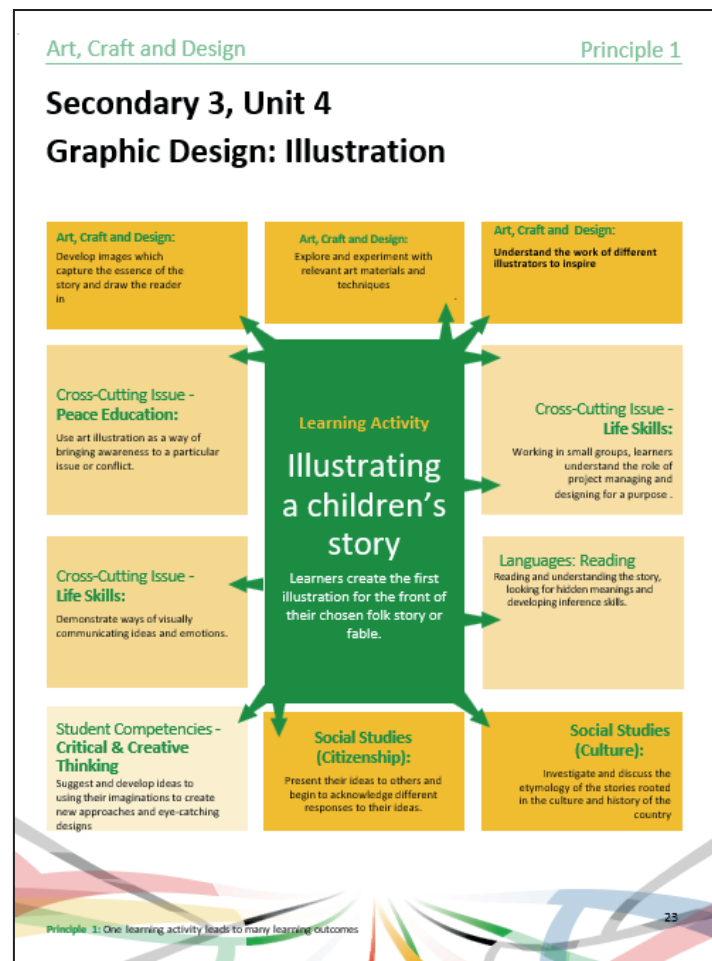 Art, Craft and Design
Principle 1
Secondary 3, Unit 4
Graphic Design: Illustration
Art, Craft and Design:
Develop images which
capture the essence of the
story and draw the reader
in
Art, Craft and Design:
Explore and experiment with
relevant art materials and
techniques
Art, Craft and Design:
Understand the work of different
illustrators to inspire
Cross-Cutting Issue -
Peace Education:
Use art illustration as a way of
bringing awareness to a particular
issue or conflict.
Learning Activity
Illustrating
a children's
story
Learners create the first
illustration for the front of
their chosen folk story or
fable.
Cross-Cutting Issue -
Life Skills:
Working in small groups, learners
understand the role of
project managing and
designing for a purpose .
Cross-Cutting Issue -
Life Skills:
Demonstrate ways of visually
communicating ideas and emotions.
Languages: Reading
Reading and understanding the story,
looking for hidden meanings and
developing inference skills.
Student Competencies -
Critical & Creative
Thinking
Suggest and develop ideas to
using their imaginations to create
new approaches and eye-catching
designs
Social Studies
(Citizenship):
Present their ideas to others and
begin to acknowledge different
responses to their ideas.
Social Studies
(Culture):
Investigate and discuss the
etymology of the stories rooted
in the culture and history of the
country
23
Principle 1: One learning activity leads to many learning outcomes